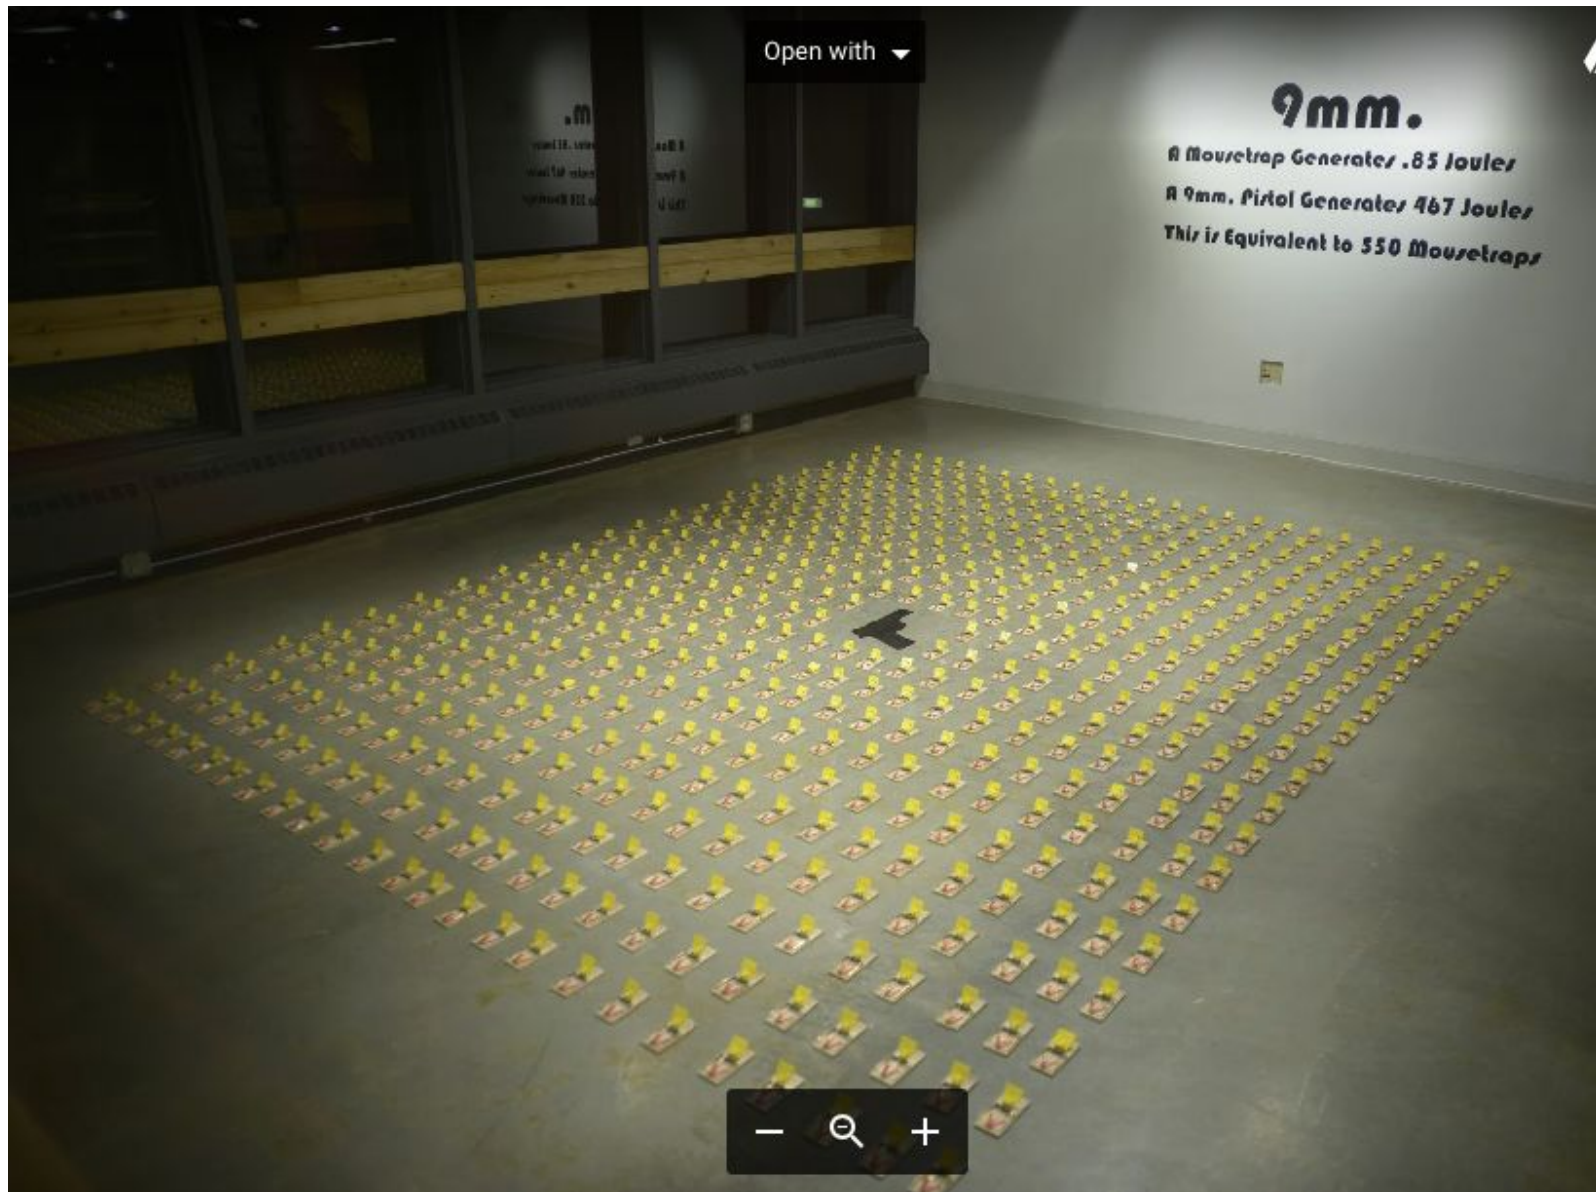 Open with
9mm.
A Mousetrap Generates .85 Joules
A 9mm. Pistol Generates 467 Joules
This is Equivalent to 550 Mousetraps